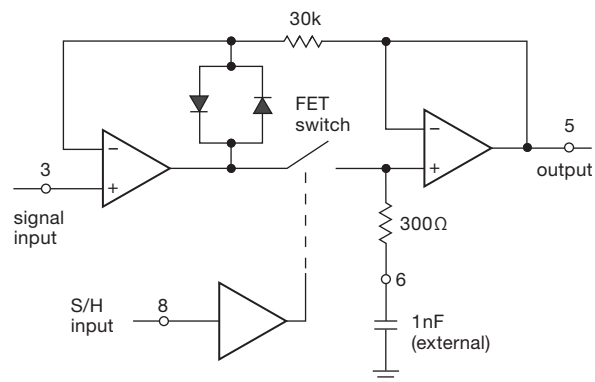 30k
FET
switch
−
+
−
+
3
signal
input
5
output
300Ω
S/H
input
8
6
1nF
(external)